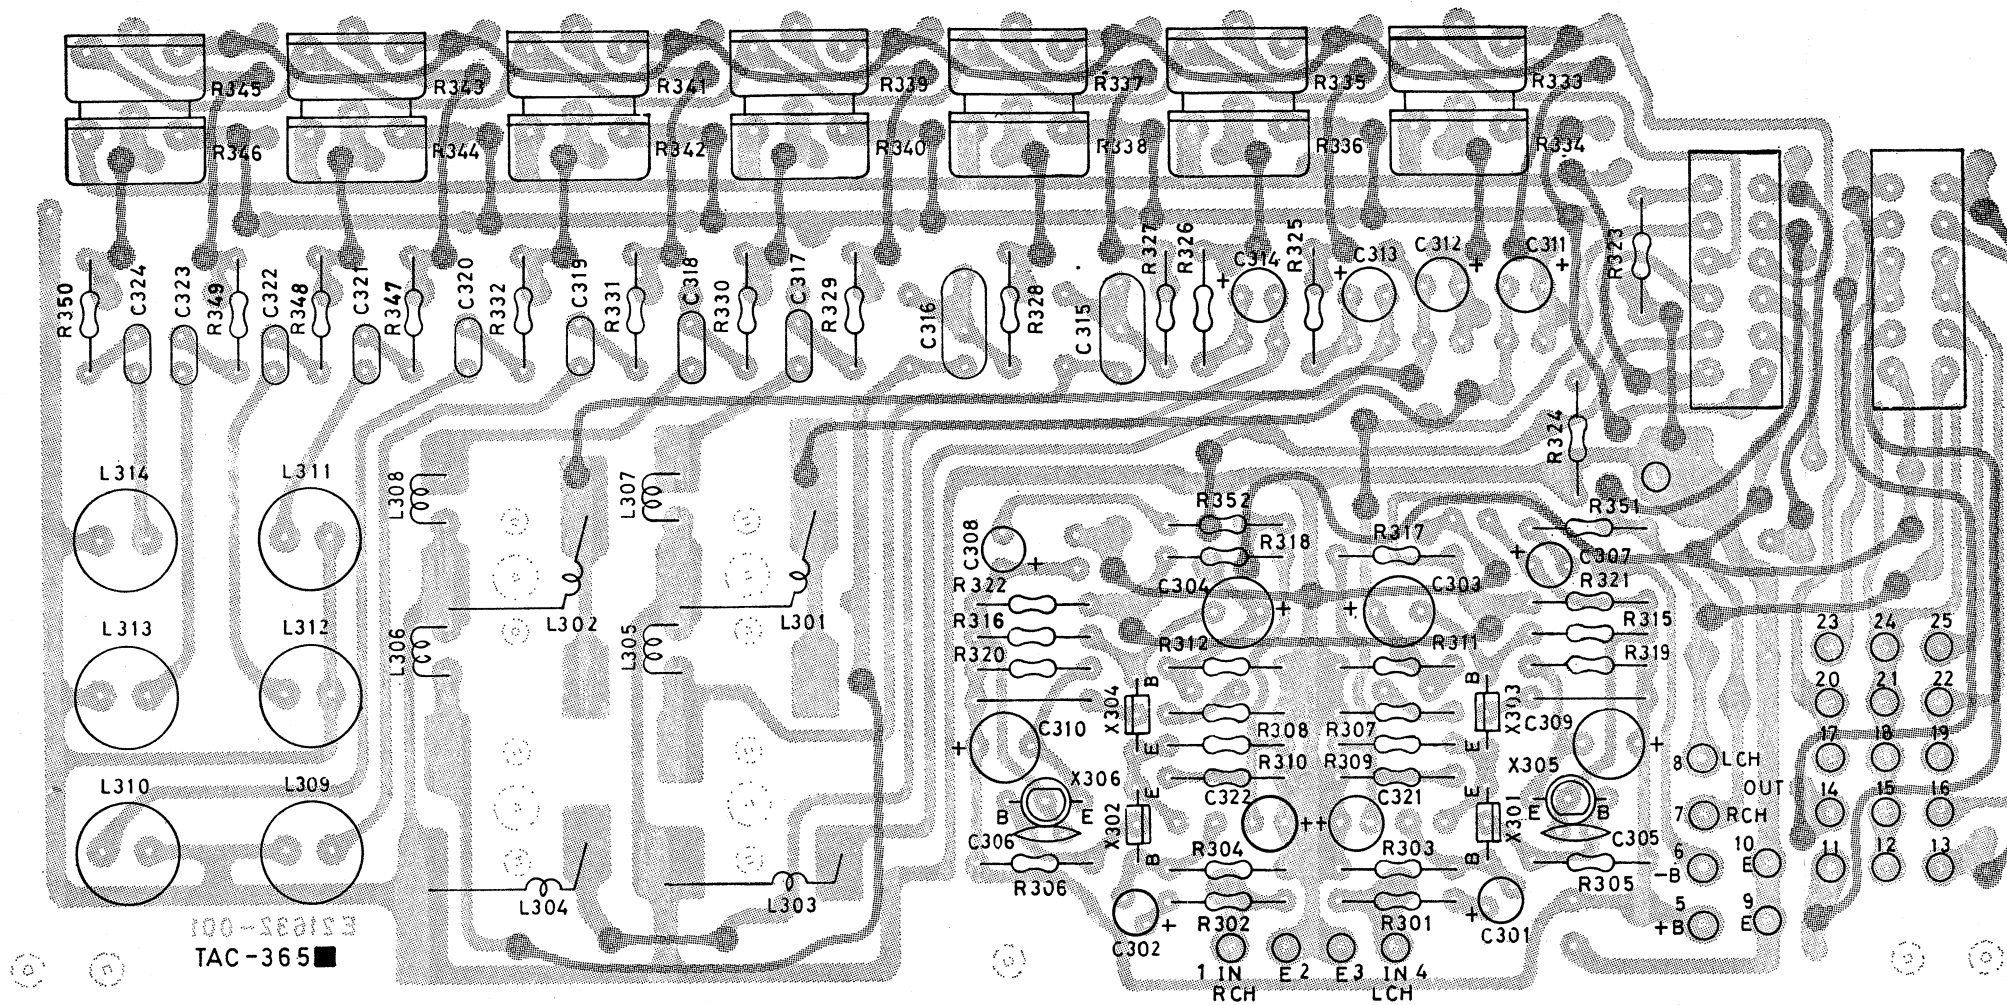 R345 R343 R341 R339 R337 R335 R333
R346 R344 R342 R340 R338 R336 R334
R350 C324 C323 R349 C322 R348 C321 R347 C320 R332 C319 R331 C318 R330 C317 R329 C316 R328 C315 R327 R326 C314 R325 C313 C312 C311 R323
+ + + +
R324
L314 L311 L308 L307
R352 R351
C308 R318 R317 + C307
+
R322 C304 C303 R321
+ +
L313 L312 L306 L302 L305 L301
R316 R312 R311 R315
23 24 25
R320 R319
B B
X304 X303
20 21 22
C310 R308 R307 C309
+ E E +
17 18 19
R310 R309
8 LCH
X306 X305
OUT
L310 L309
B E X302 E C322 C321 E X301 E B
14 15 16
7 RCH
++
C306 B R304 R303 B C305
6 -B 10 E
11 12 13
R306 R305
L304 L303
5 +B 9 E
C302 + R302 R301 + C301
E21632-001
TAC-365■
1 IN E2 E3 IN 4
RCH LCH